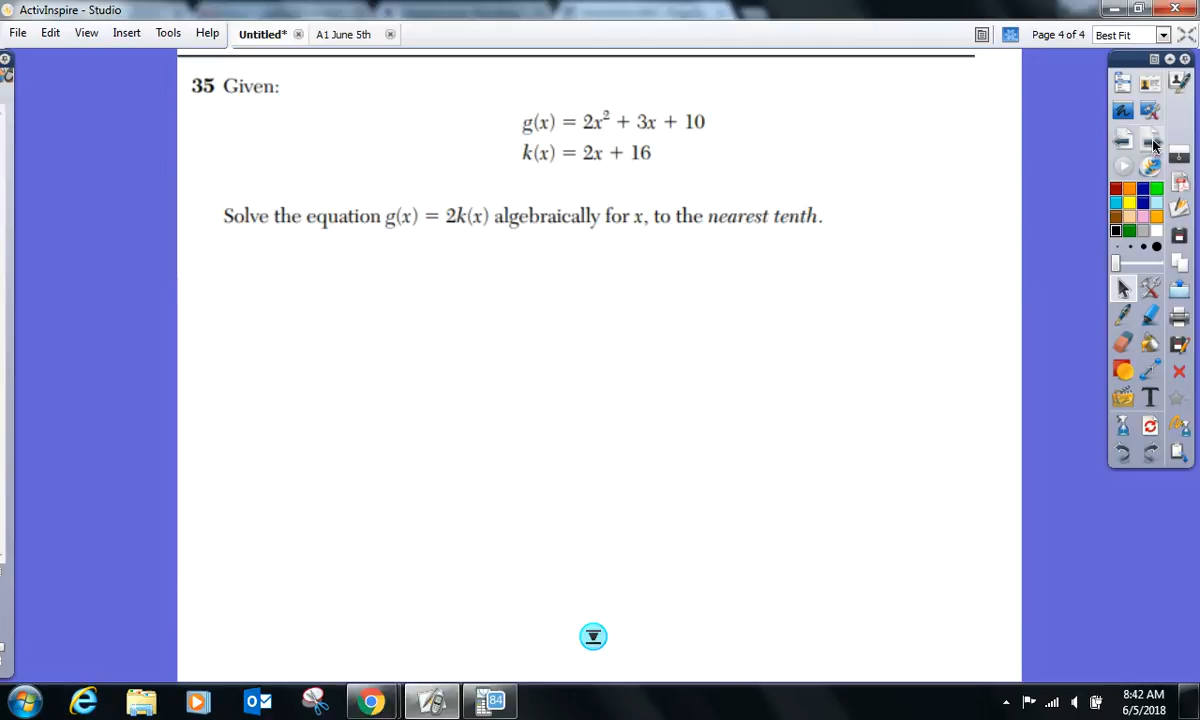 ActivInspire - Studio
File Edit View Insert Tools Help Untitled* A1 June 5th Page 4 of 4 Best Fit
35 Given:
g(x) = 2x² + 3x + 10
k(x) = 2x + 16
Solve the equation g(x) = 2k(x) algebraically for x, to the nearest tenth.
T
84
8:42 AM
6/5/2018